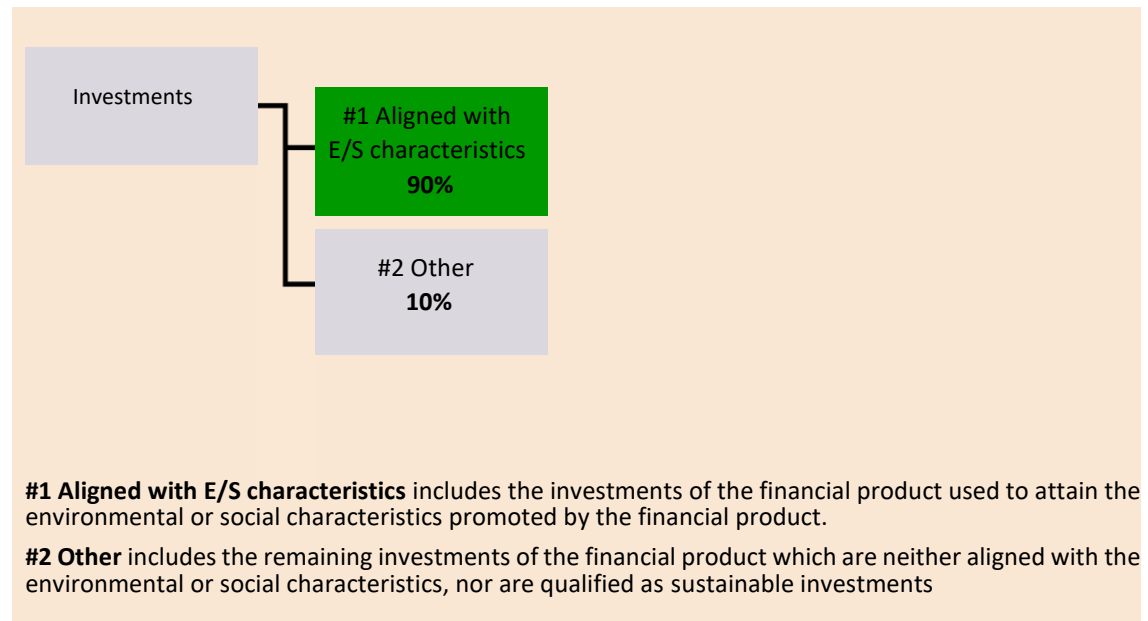 Investments
#1 Aligned with
E/S characteristics
90%
#2 Other
10%
#1 Aligned with E/S characteristics includes the investments of the financial product used to attain the
environmental or social characteristics promoted by the financial product.
#2 Other includes the remaining investments of the financial product which are neither aligned with the
environmental or social characteristics, nor are qualified as sustainable investments